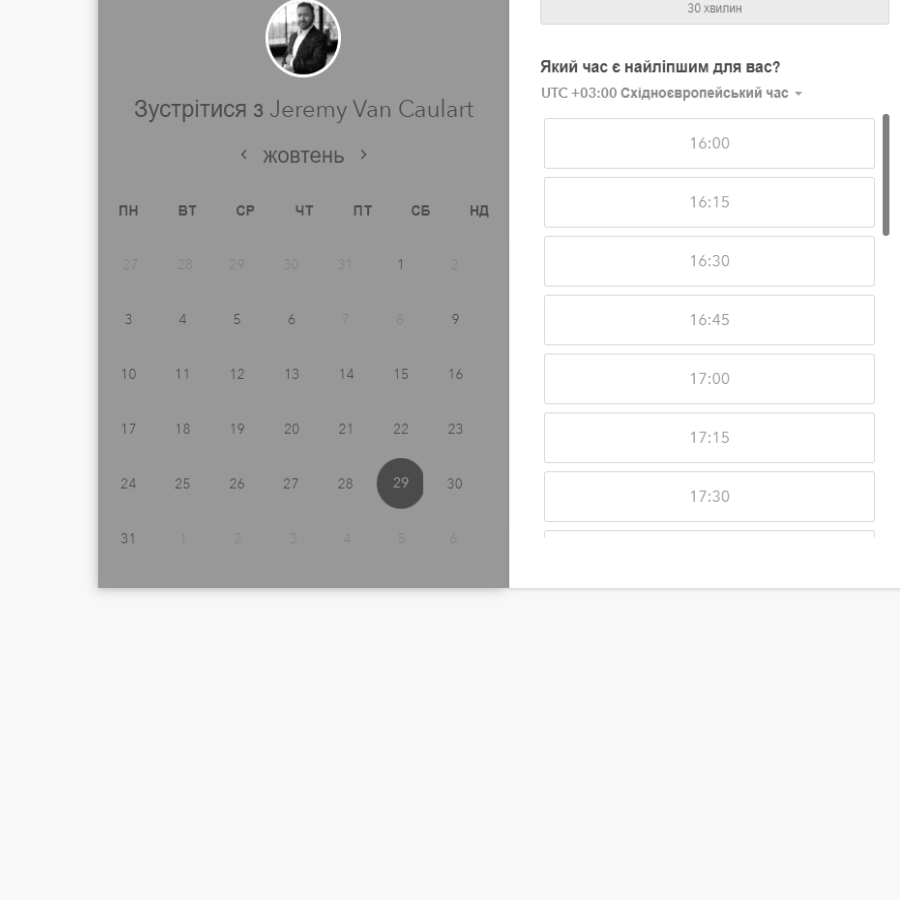 Зустрітися з Jeremy Van Caulart
жовтень
ПН ВТ СР ЧТ ПТ СБ НД
27 28 29 30 31 1 2
3 4 5 6 7 8 9
10 11 12 13 14 15 16
17 18 19 20 21 22 23
24 25 26 27 28 29 30
31 1 2 3 4 5 6
30 хвилин
Який час є найліпшим для вас?
UTC +03:00 Східноєвропейський час
16:00
16:15
16:30
16:45
17:00
17:15
17:30